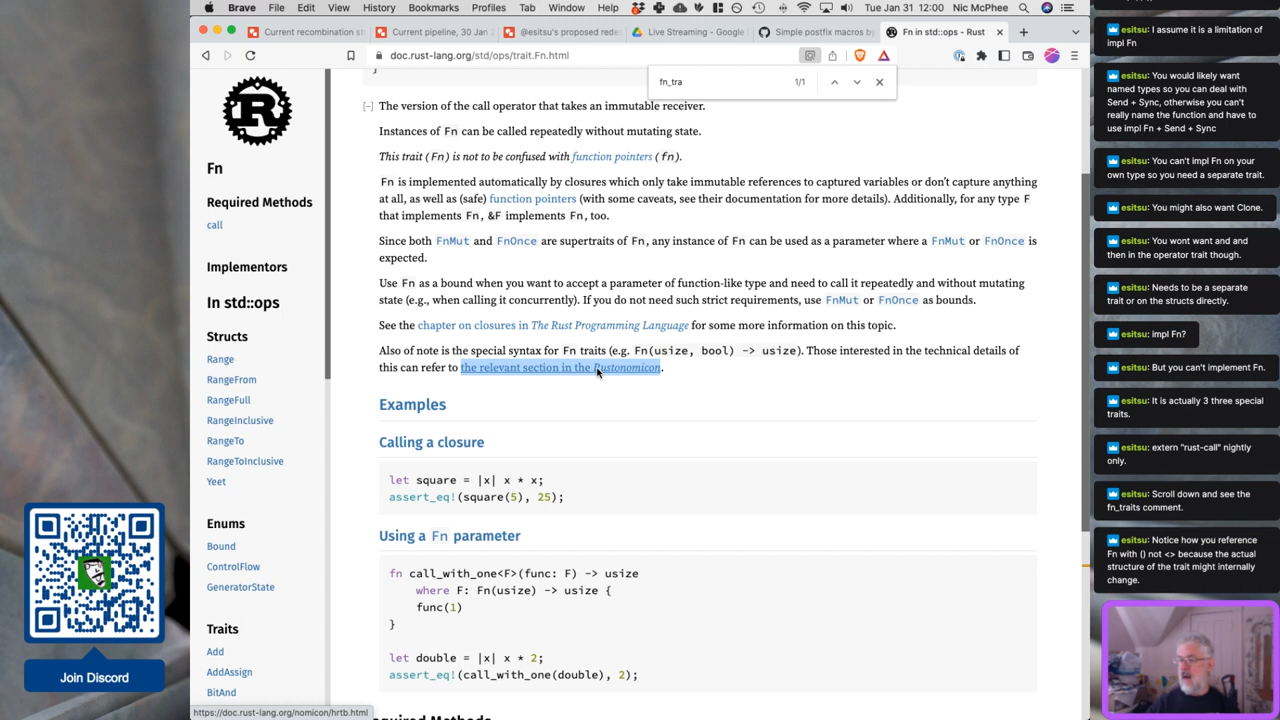 Brave File Edit View History Bookmarks Profiles Tab Window Help Tue Jan 31 12:00 Nic McPhee
Current recombination st
Current pipeline, 30 Jan 2
@esitsu's proposed rede
Live Streaming - Google
Simple postfix macros by
Fn in std::ops - Rust
doc.rust-lang.org/std/ops/trait.Fn.html
fn_tra 1/1
Fn
Required Methods
call
Implementors
In std::ops
Structs
Range
RangeFrom
RangeFull
RangeInclusive
RangeTo
RangeToInclusive
Yeet
Enums
Bound
ControlFlow
GeneratorState
Traits
Add
AddAssign
BitAnd
}
[−] The version of the call operator that takes an immutable receiver.
Instances of Fn can be called repeatedly without mutating state.
This trait (Fn) is not to be confused with function pointers (fn).
Fn is implemented automatically by closures which only take immutable references to captured variables or don’t capture anything
at all, as well as (safe) function pointers (with some caveats, see their documentation for more details). Additionally, for any type F
that implements Fn, &F implements Fn, too.
Since both FnMut and FnOnce are supertraits of Fn, any instance of Fn can be used as a parameter where a FnMut or FnOnce is
expected.
Use Fn as a bound when you want to accept a parameter of function-like type and need to call it repeatedly and without mutating
state (e.g., when calling it concurrently). If you do not need such strict requirements, use FnMut or FnOnce as bounds.
See the chapter on closures in The Rust Programming Language for some more information on this topic.
Also of note is the special syntax for Fn traits (e.g. Fn(usize, bool) -> usize). Those interested in the technical details of
this can refer to the relevant section in the Rustonomicon.
Examples
Calling a closure
let square = |x| x * x;
assert_eq!(square(5), 25);
Using a Fn parameter
fn call_with_one<F>(func: F) -> usize
where F: Fn(usize) -> usize {
func(1)
}
let double = |x| x * 2;
assert_eq!(call_with_one(double), 2);
Required Methods
https://doc.rust-lang.org/nomicon/hrtb.html
Join Discord
esitsu: I assume it is a limitation of
impl Fn
esitsu: You would likely want
named types so you can deal with
Send + Sync, otherwise you can't
really name the function and have to
use impl Fn + Send + Sync
esitsu: You can't impl Fn on your
own type so you need a separate trait.
esitsu: You might also want Clone.
esitsu: You wont want and and
then in the operator trait though.
esitsu: Needs to be a separate
trait or on the structs directly.
esitsu: impl Fn?
esitsu: But you can't implement Fn.
esitsu: It is actually 3 three special
traits.
esitsu: extern "rust-call" nightly
only.
esitsu: Scroll down and see the
fn_traits comment.
esitsu: Notice how you reference
Fn with () not <> because the actual
structure of the trait might internally
change.